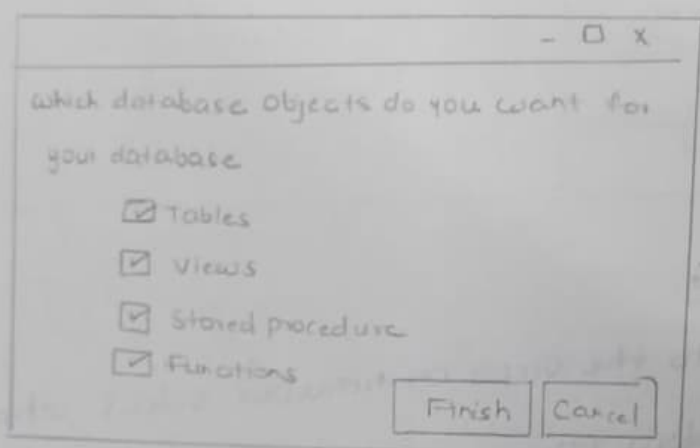 which database objects do you want for
your database
Tables
Views
Stored procedure
Functions
Finish
Cancel